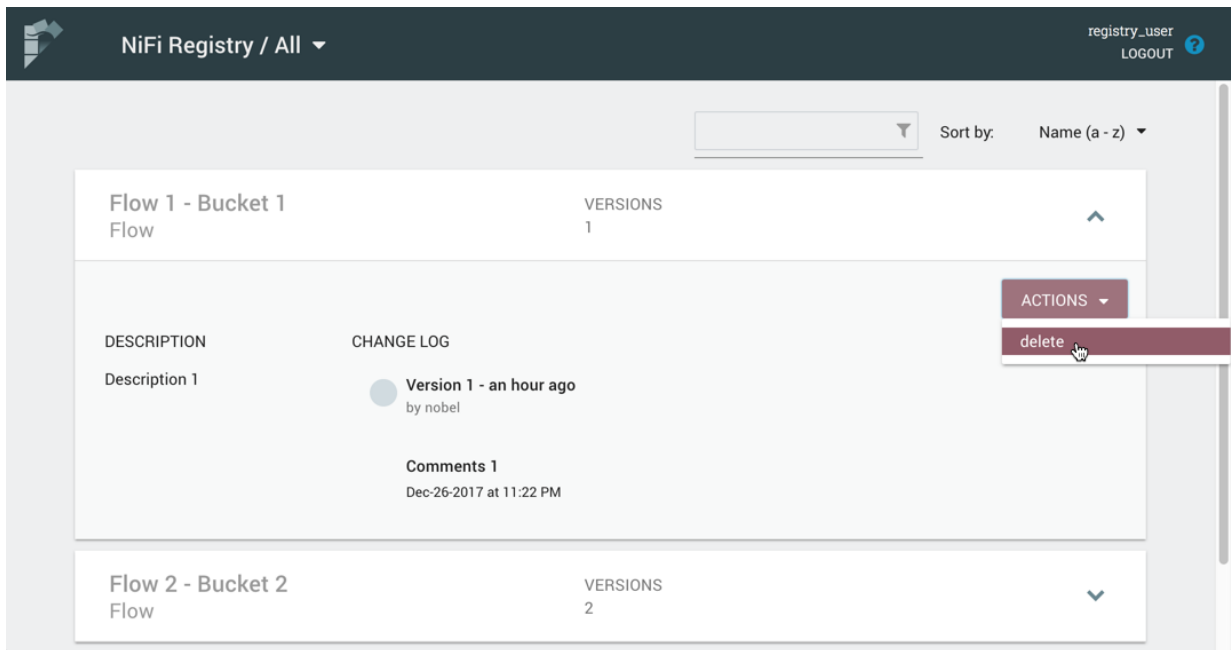 NiFi Registry / All
registry_user
LOGOUT
?
Sort by: Name (a - z)
Flow 1 - Bucket 1
Flow
VERSIONS
1
ACTIONS
delete
DESCRIPTION
Description 1
CHANGE LOG
Version 1 - an hour ago
by nobel
Comments 1
Dec-26-2017 at 11:22 PM
Flow 2 - Bucket 2
Flow
VERSIONS
2